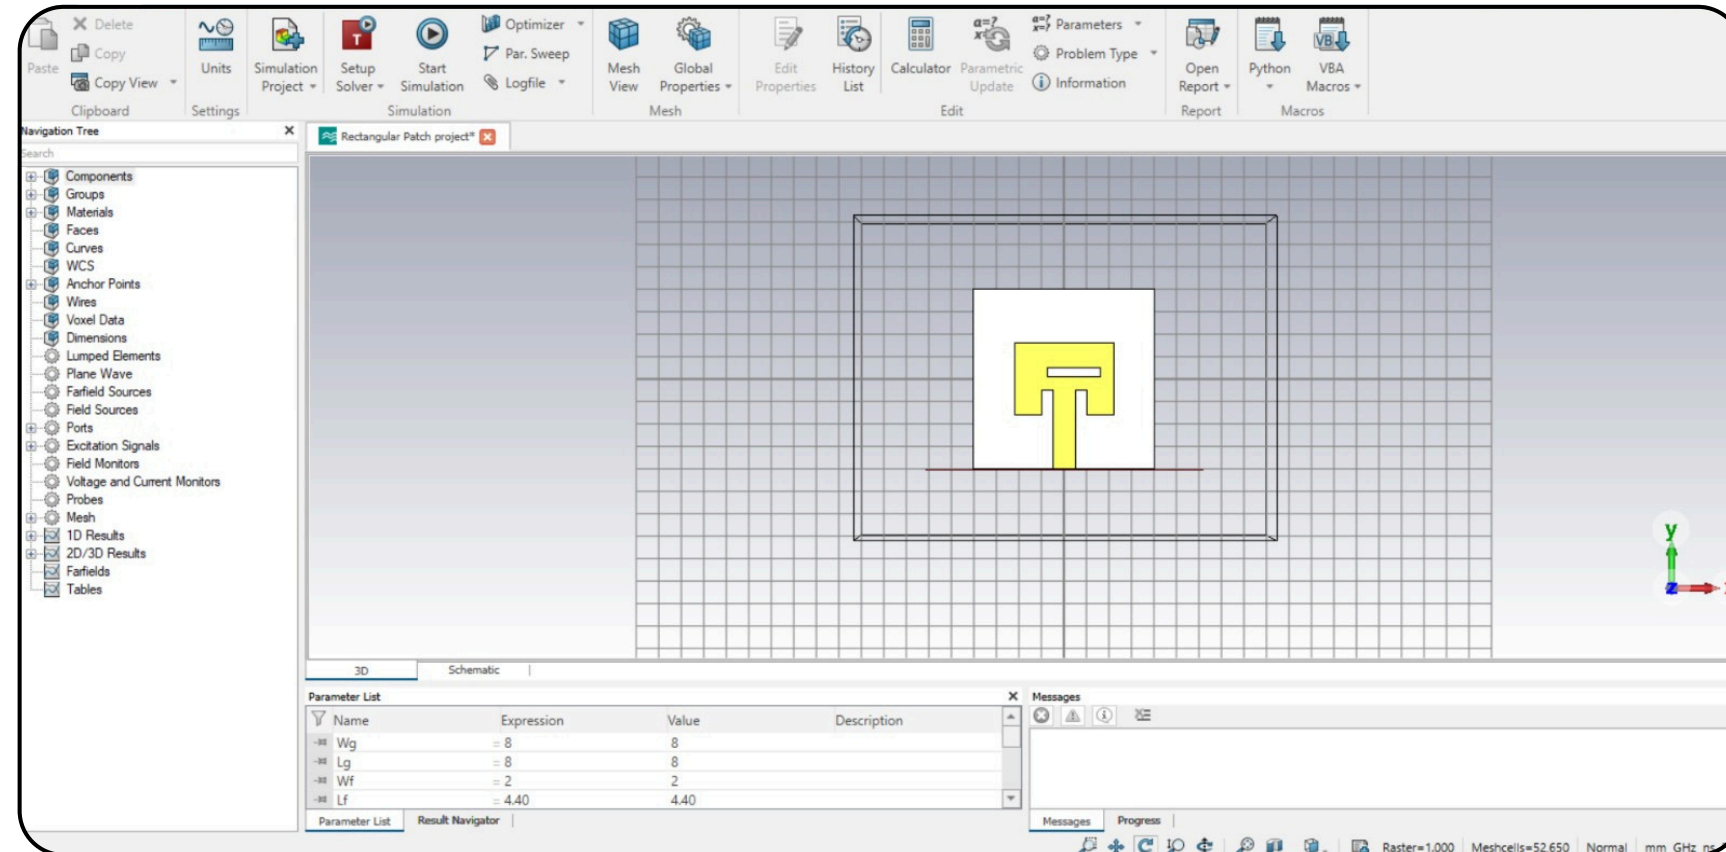 Paste
Delete
Copy
Copy View
Clipboard
Units
Settings
Simulation
Project
Setup
Solver
Start
Simulation
Optimizer
Par. Sweep
Logfile
Simulation
Mesh
View
Global
Properties
Mesh
Edit
Properties
History
List
Calculator
Parametric
Update
Parameters
Problem Type
Information
Edit
Open
Report
Report
Python
VBA
Macros
Macros
Navigation Tree
Search
Components
Groups
Materials
Faces
Curves
WCS
Anchor Points
Wires
Voxel Data
Dimensions
Lumped Elements
Plane Wave
Farfield Sources
Field Sources
Ports
Excitation Signals
Field Monitors
Voltage and Current Monitors
Probes
Mesh
1D Results
2D/3D Results
Farfields
Tables
Rectangular Patch project*
y
z
3D Schematic
Parameter List
Name Expression Value Description
Wg = 8 8
Lg = 8 8
Wf = 2 2
Lf = 4.40 4.40
Parameter List Result Navigator
Messages
Messages Progress
Raster=1.000 Meshcells=52.650 Normal mm GHz ns